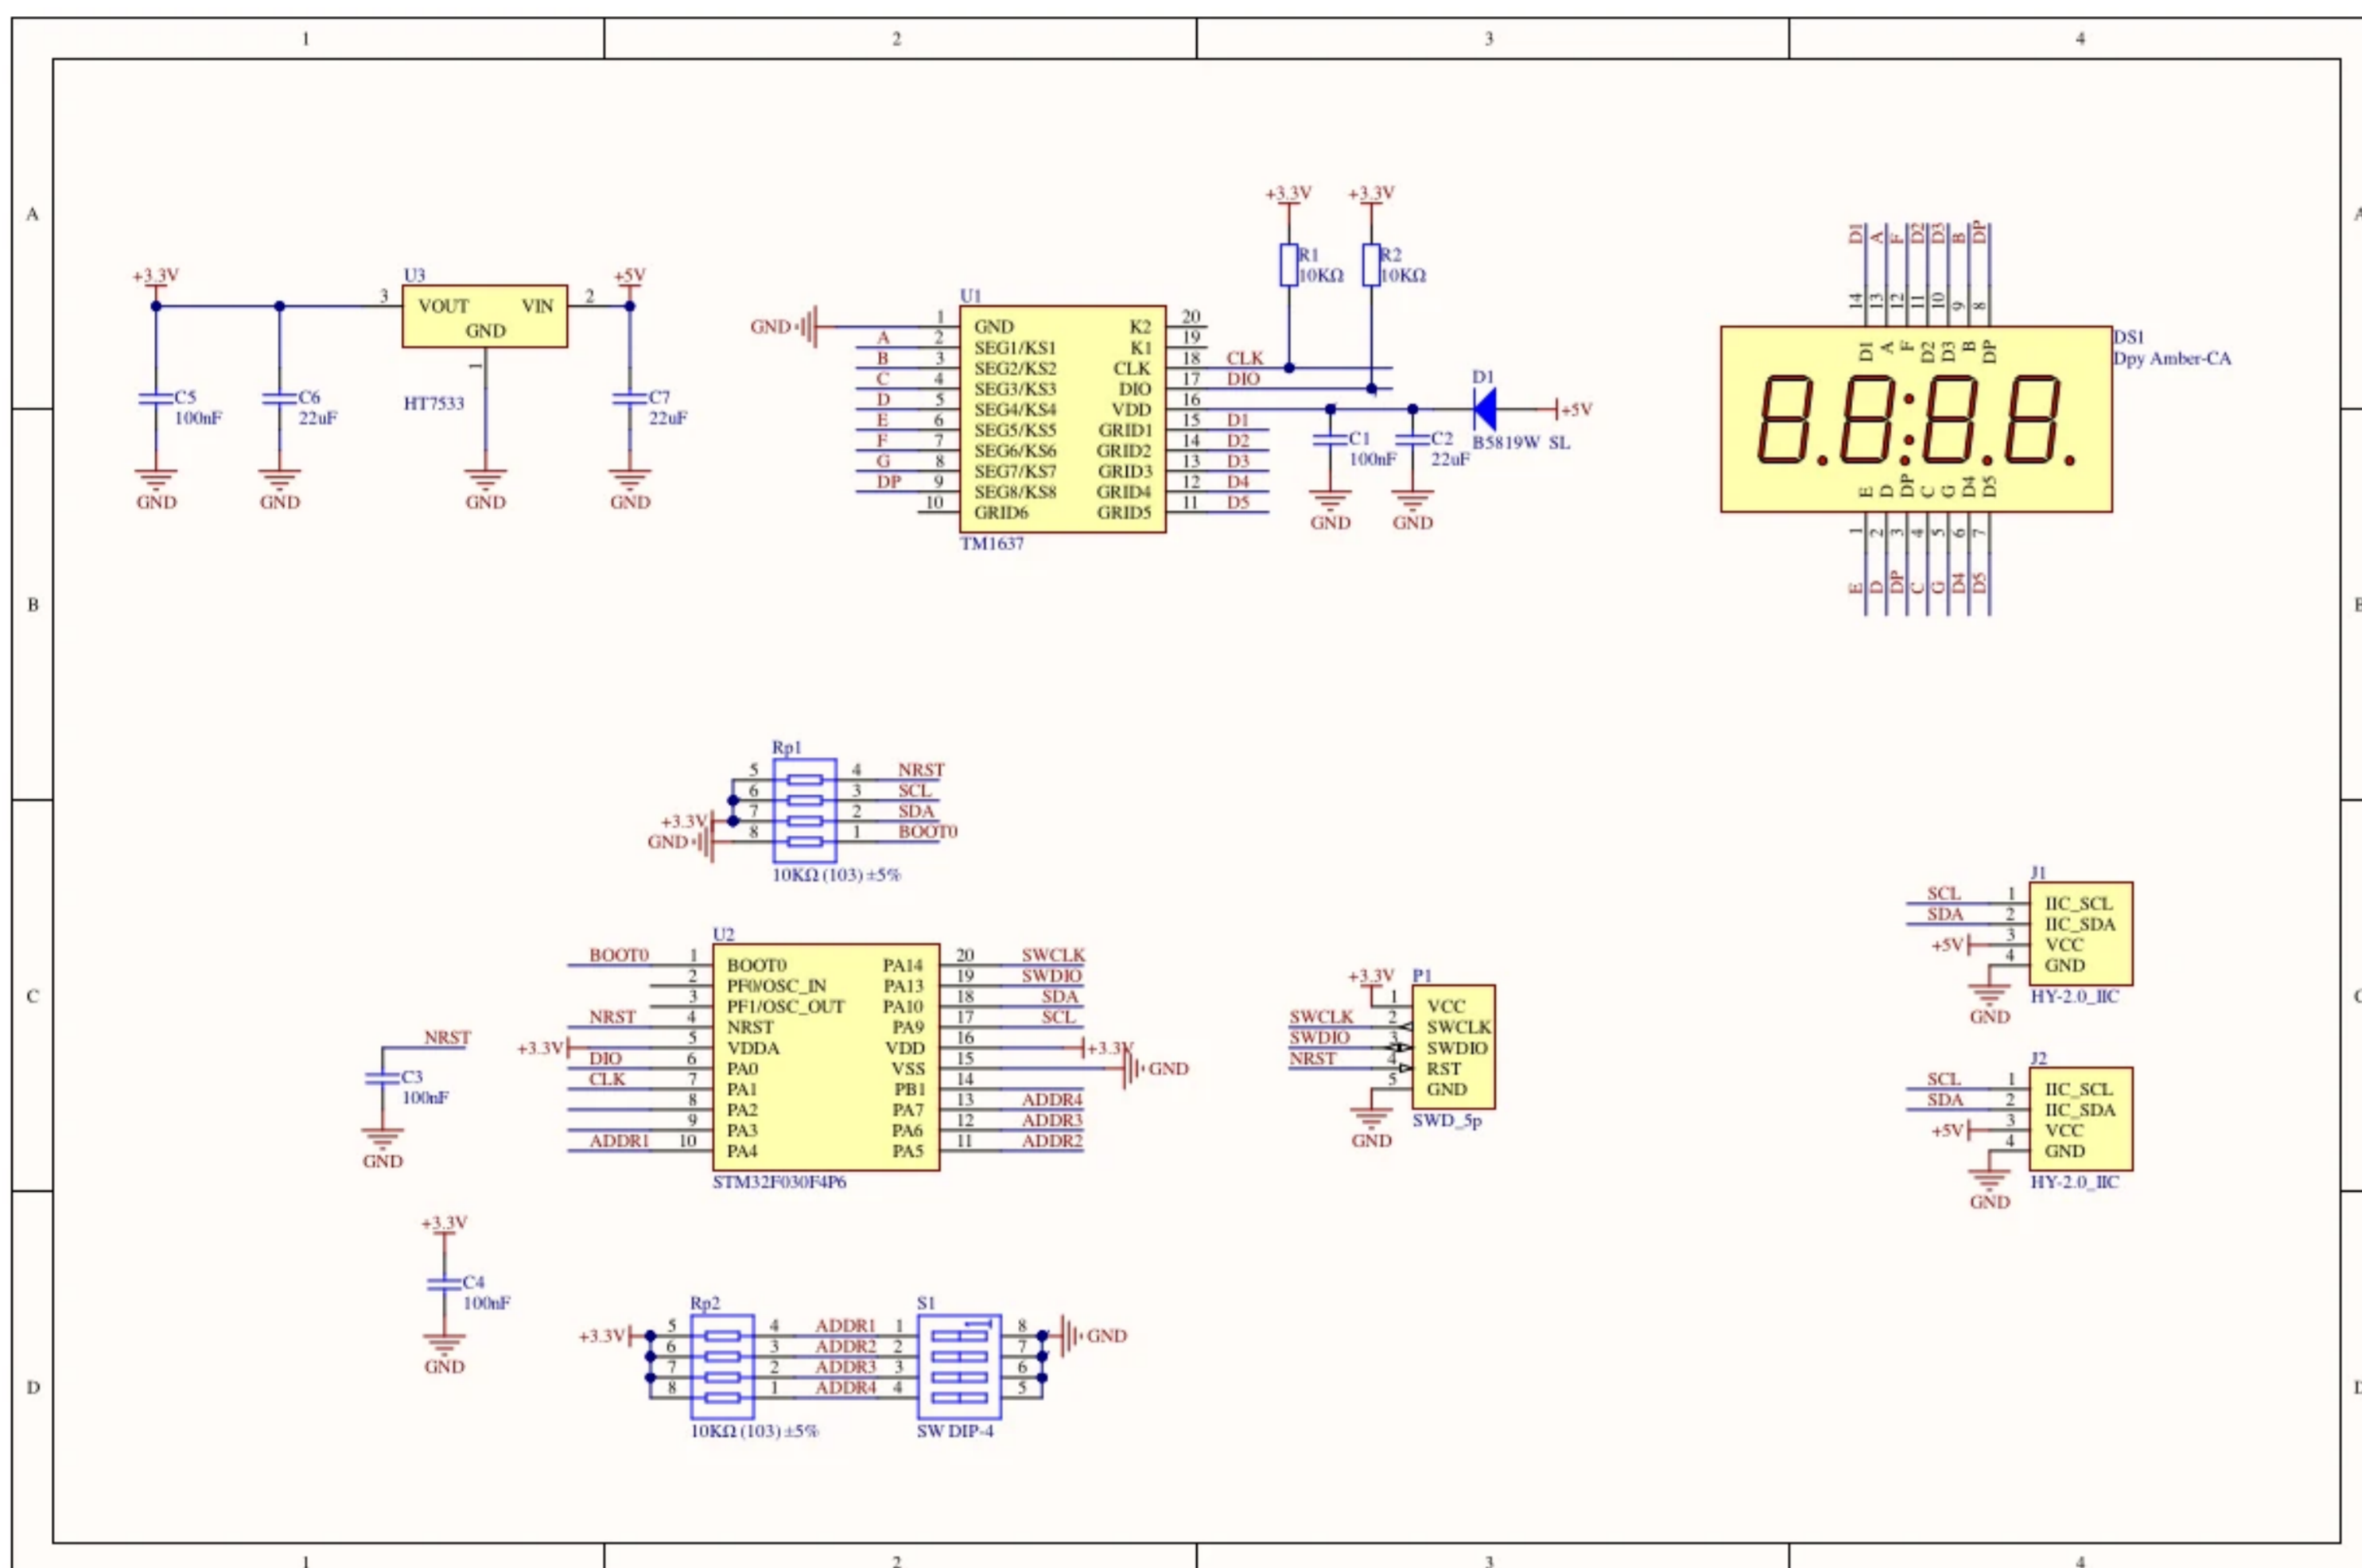 1 2 3 4
A
+3.3V
U3
+5V
3 VOUT VIN 2
GND
1
HT7533
C5
100nF
C6
22uF
C7
22uF
GND
GND
GND
GND
+3.3V +3.3V
R1
10KΩ
R2
10KΩ
U1
GND 1 GND K2 20
A 2 SEG1/KS1 K1 19
B 3 SEG2/KS2 CLK 18 CLK
C 4 SEG3/KS3 DIO 17 DIO
D 5 SEG4/KS4 VDD 16
E 6 SEG5/KS5 GRID1 15 D1
F 7 SEG6/KS6 GRID2 14 D2
G 8 SEG7/KS7 GRID3 13 D3
DP 9 SEG8/KS8 GRID4 12 D4
10 GRID6 GRID5 11 D5
TM1637
D1
+5V
B5819W SL
C1
100nF
C2
22uF
GND
GND
D1 A F D2 D3 B DP
14 13 12 11 10 9 8
D1 A F D2 D3 B DP
DS1
Dpy Amber-CA
8.8:8.8.
E D DP C G D4 D5
1 2 3 4 5 6 7
E D DP C G D4 D5
A
B
B
Rp1
5 4 NRST
6 3 SCL
+3.3V 7 2 SDA
GND 8 1 BOOT0
10KΩ (103) ±5%
C
U2
BOOT0 1 BOOT0 PA14 20 SWCLK
2 PF0/OSC_IN PA13 19 SWDIO
3 PF1/OSC_OUT PA10 18 SDA
NRST 4 NRST PA9 17 SCL
+3.3V 5 VDDA VDD 16 +3.3V
DIO 6 PA0 VSS 15 GND
CLK 7 PA1 PB1 14
8 PA2 PA7 13 ADDR4
9 PA3 PA6 12 ADDR3
ADDR1 10 PA4 PA5 11 ADDR2
STM32F030F4P6
NRST
C3
100nF
GND
+3.3V
P1
1 VCC
SWCLK 2 SWCLK
SWDIO 3 SWDIO
NRST 4 RST
5 GND
GND
SWD_5p
J1
SCL 1 IIC_SCL
SDA 2 IIC_SDA
+5V 3 VCC
4 GND
GND
HY-2.0_IIC
J2
SCL 1 IIC_SCL
SDA 2 IIC_SDA
+5V 3 VCC
4 GND
GND
HY-2.0_IIC
D
+3.3V
C4
100nF
GND
Rp2
S1
+3.3V 5 4 ADDR1 1 8 GND
6 3 ADDR2 2 7
7 2 ADDR3 3 6
8 1 ADDR4 4 5
10KΩ (103) ±5%
SW DIP-4
1 2 3 4